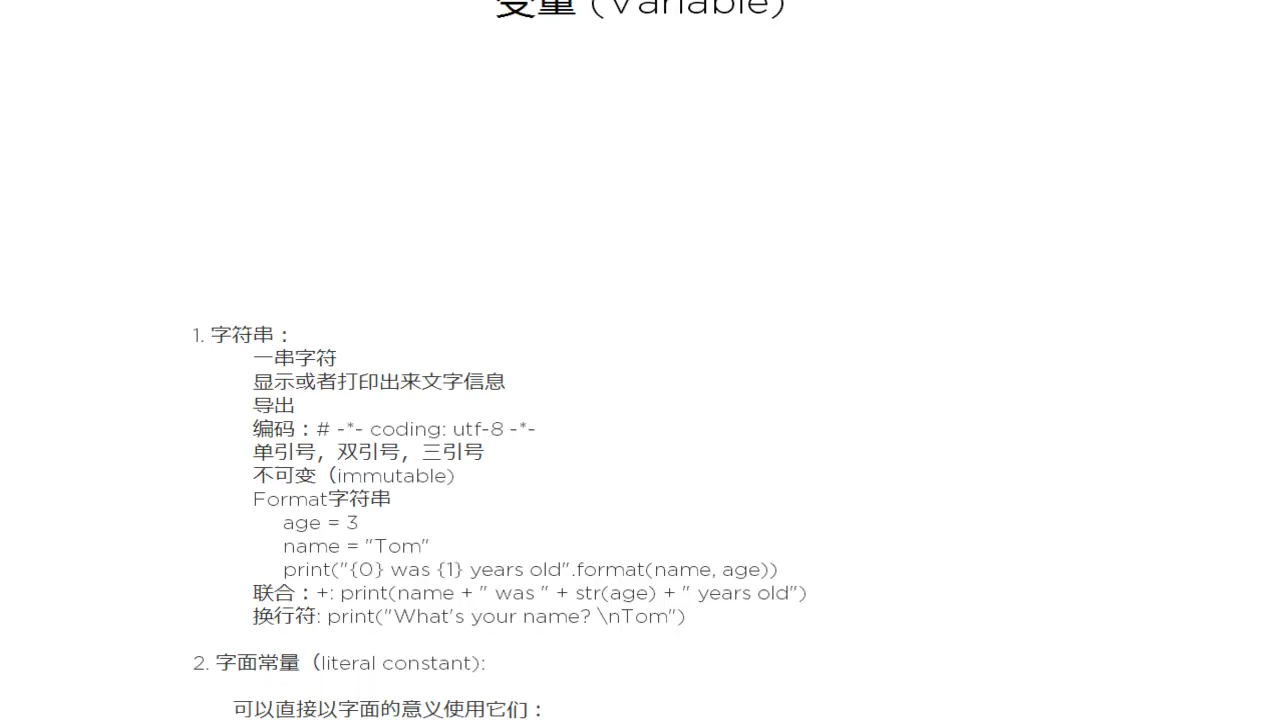 变量 (Variable)
1. 字符串：
一串字符
显示或者打印出来文字信息
导出
编码：# -*- coding: utf-8 -*-
单引号，双引号，三引号
不可变（immutable)
Format字符串
age = 3
name = "Tom"
print("{0} was {1} years old".format(name, age))
联合：+: print(name + " was " + str(age) + " years old")
换行符: print("What's your name? \nTom")
2. 字面常量（literal constant):
可以直接以字面的意义使用它们：